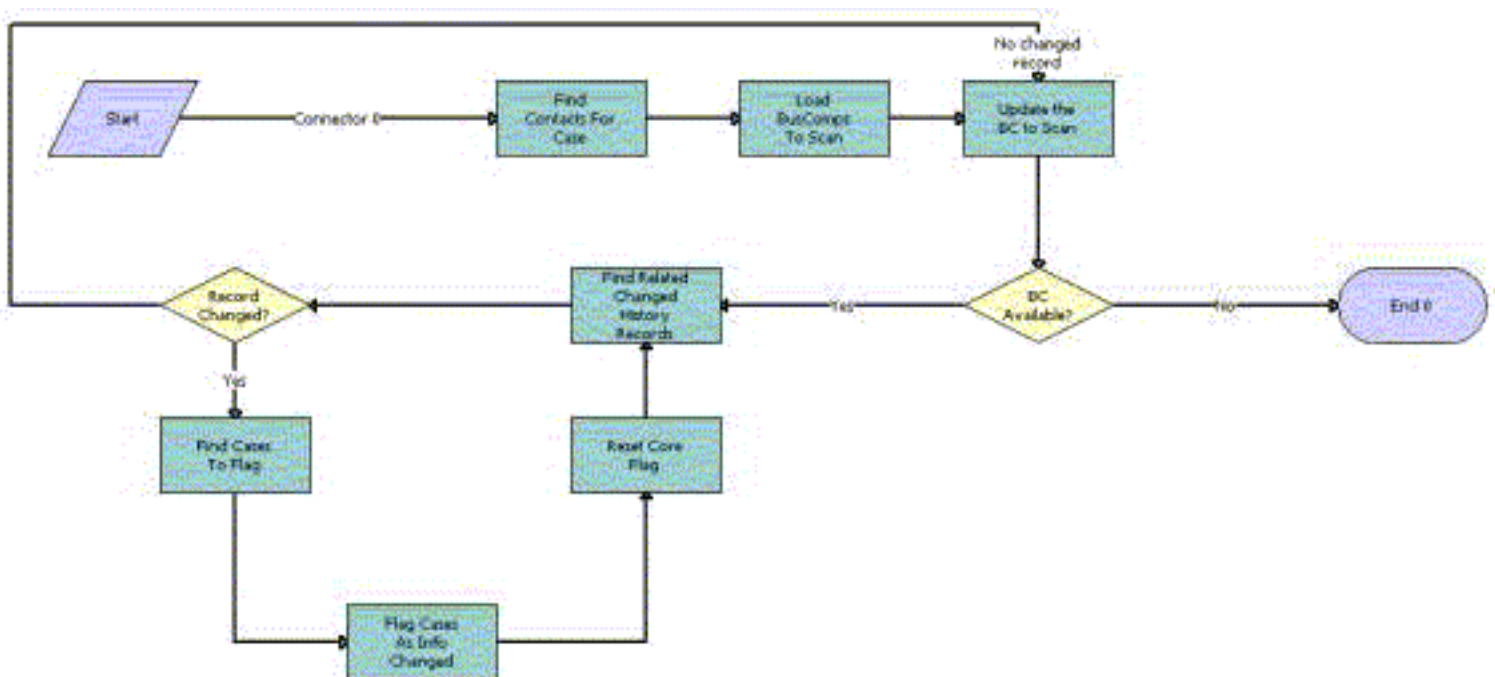 No changed
record
Start
Connector 0
Find
Contacts For
Case
Load
BusComps
To Scan
Update the
BC to Scan
Record
Changed?
Find Related
Changed
History
Records
Yes
BC
Available?
No
End 0
Yes
Find Cases
To Flag
Reset Core
Flag
Flag Cases
As Info
Changed